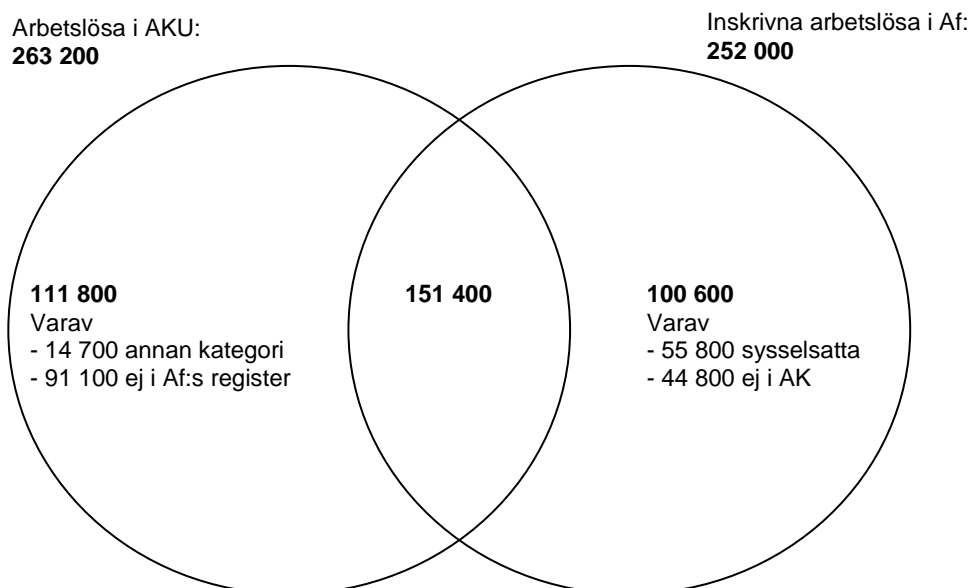 Arbetslösa i AKU:
263 200
Inskrivna arbetslösa i Af:
252 000
111 800
Varav
- 14 700 annan kategori
- 91 100 ej i Af:s register
151 400
100 600
Varav
- 55 800 sysselsatta
- 44 800 ej i AK